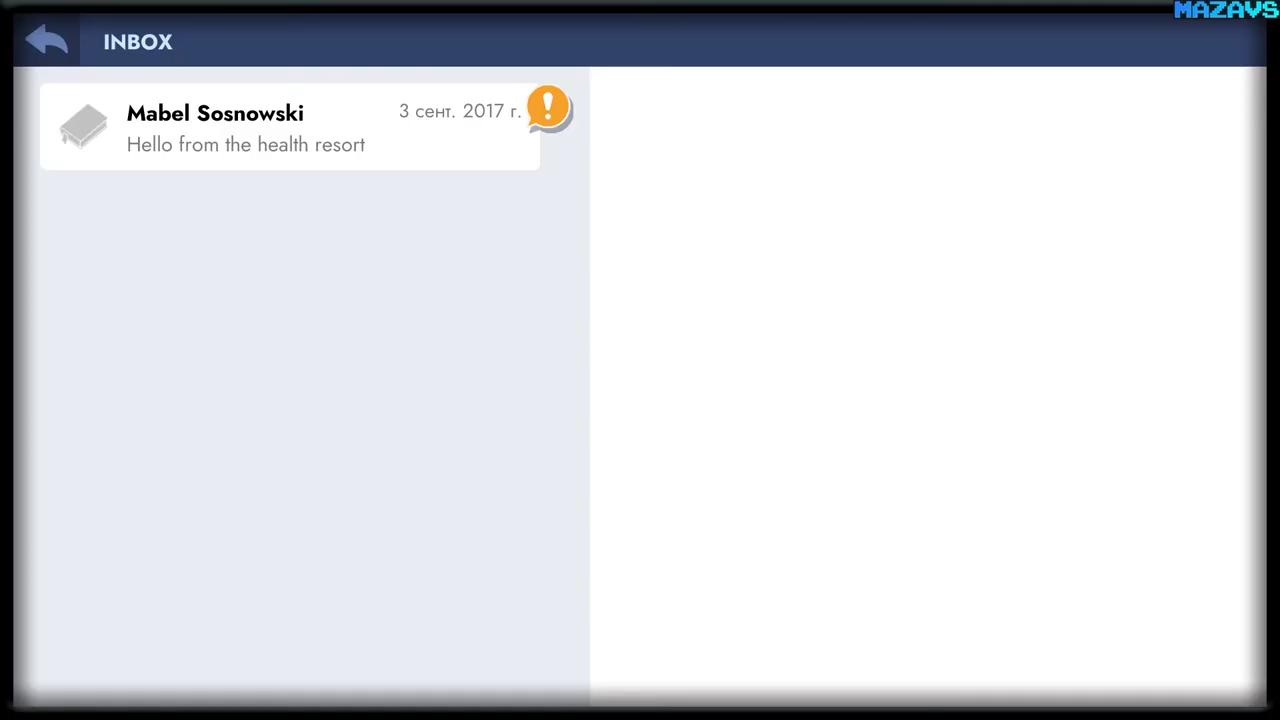 MAZAVS
INBOX
Mabel Sosnowski
3 сент. 2017 г.
Hello from the health resort